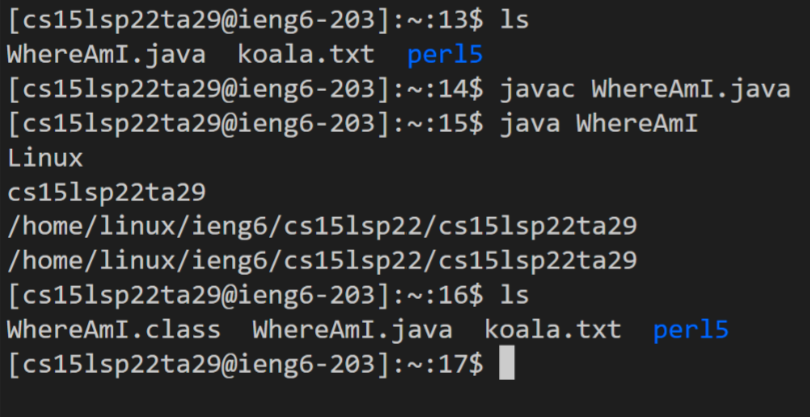 [cs15lsp22ta29@ieng6-203]:~:13$ ls
WhereAmI.java  koala.txt  perl5
[cs15lsp22ta29@ieng6-203]:~:14$ javac WhereAmI.java
[cs15lsp22ta29@ieng6-203]:~:15$ java WhereAmI
Linux
cs15lsp22ta29
/home/linux/ieng6/cs15lsp22/cs15lsp22ta29
/home/linux/ieng6/cs15lsp22/cs15lsp22ta29
[cs15lsp22ta29@ieng6-203]:~:16$ ls
WhereAmI.class  WhereAmI.java  koala.txt  perl5
[cs15lsp22ta29@ieng6-203]:~:17$